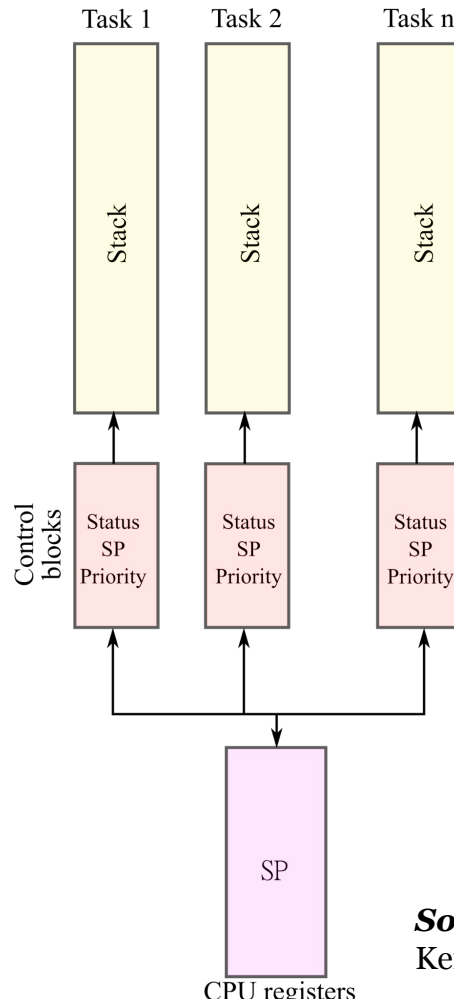 Task 1 Task 2 Task n
Stack Stack Stack
Control
blocks
Status Status Status
SP SP SP
Priority Priority Priority
SP
CPU registers